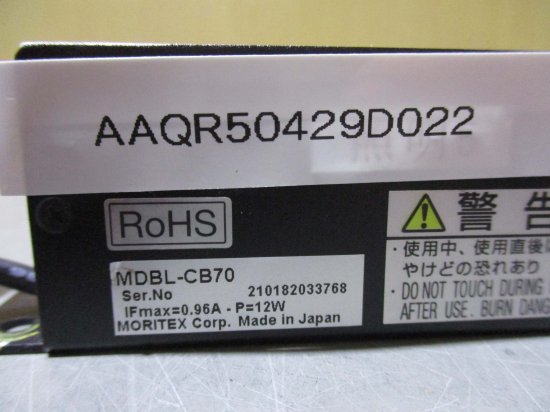 AAQR50429D022
RoHS
MDBL-CB70
Ser.No 210182033768
IFmax=0.96A - P=12W
MORITEX Corp. Made in Japan
警告
・使用中、使用直後に
やけどの恐れあり
・DO NOT TOUCH DURING
AFTER USE. BURN DANG